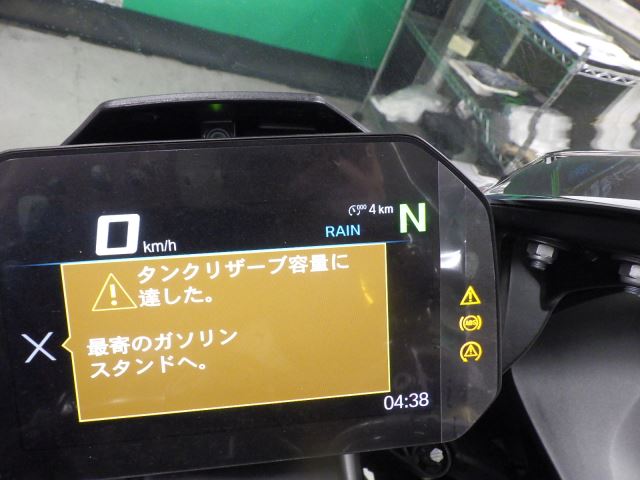 4 km
N
0 km/h
RAIN
タンクリザーブ容量に
達した。
最寄のガソリン
スタンドへ。
ABS
04:38